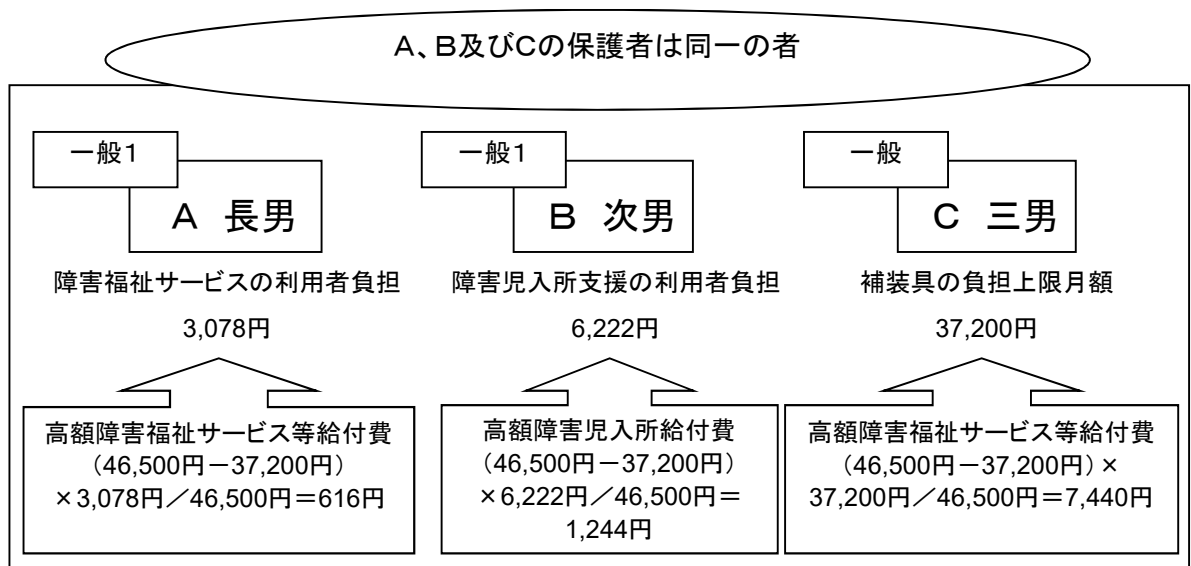 A、B及びCの保護者は同一の者
一般1
A 長男
障害福祉サービスの利用者負担
3,078円
高額障害福祉サービス等給付費
(46,500円-37,200円)
×3,078円/46,500円=616円
一般1
B 次男
障害児入所支援の利用者負担
6,222円
高額障害児入所給付費
(46,500円-37,200円)
×6,222円/46,500円=
1,244円
一般
C 三男
補装具の負担上限月額
37,200円
高額障害福祉サービス等給付費
(46,500円-37,200円)×
37,200円/46,500円=7,440円